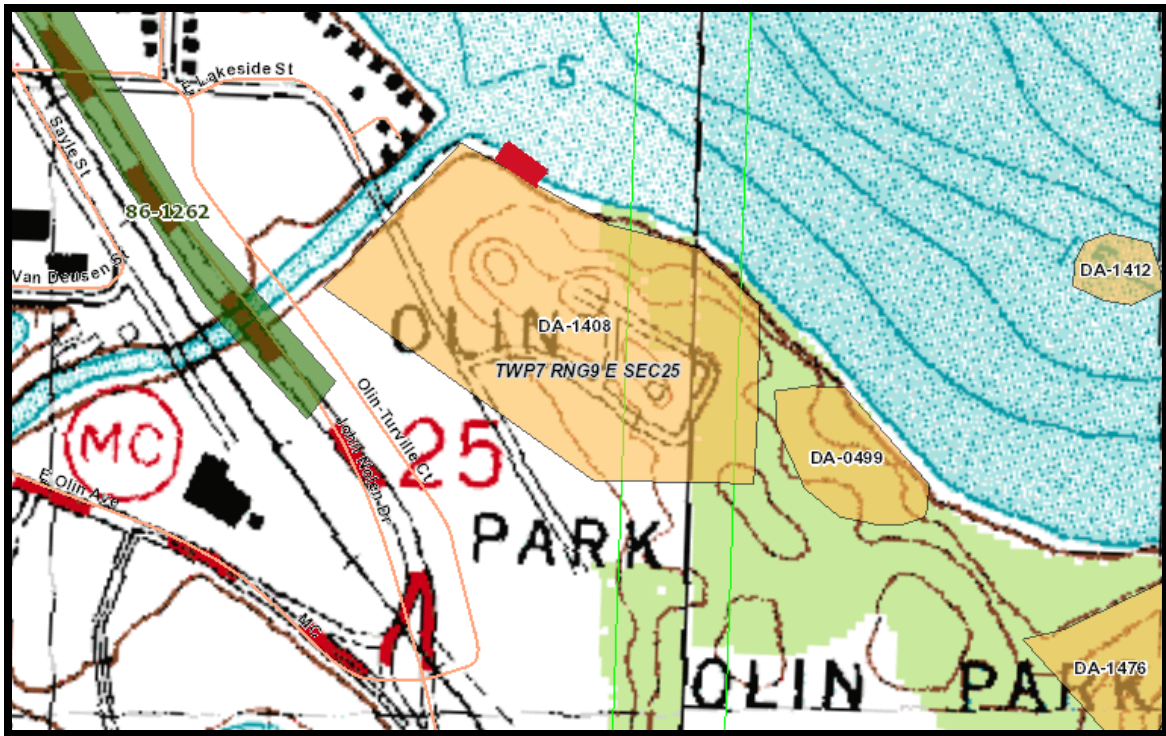 E Lakeside St
5
Sayle St
86-1262
Van Deusen St
DA-1412
OLIN
DA-1408
TWP7 RNG9 E SEC25
MC
25
Olin-Turville Ct
John Nolen Dr
DA-0499
E Olin Ave
PARK
MC
OLIN PARK
DA-1476